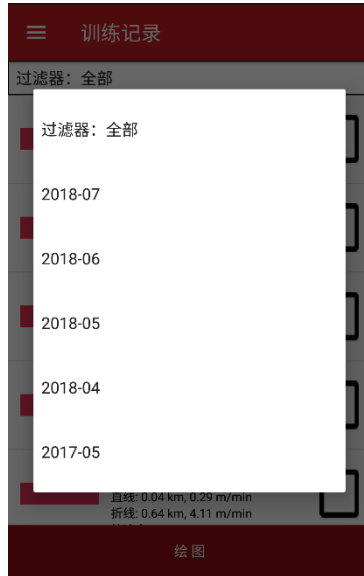 训练记录
过滤器：全部
过滤器：全部
2018-07
2018-06
2018-05
2018-04
2017-05
直线: 0.04 km, 0.29 m/min
折线: 0.64 km, 4.11 m/min
绘图